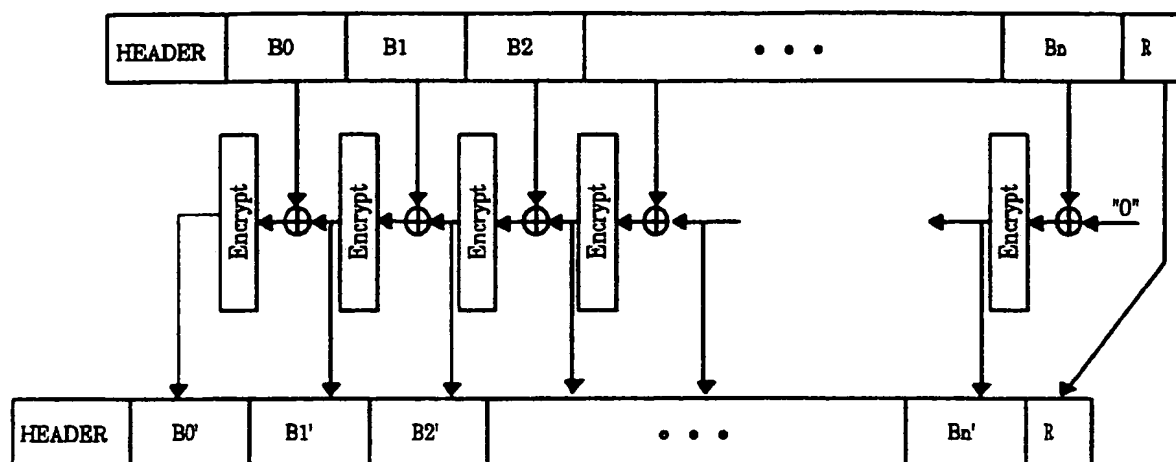 HEADER B0 B1 B2 • • • Bn R
Encrypt Encrypt Encrypt Encrypt Encrypt "0"
HEADER B0' B1' B2' • • • Bn' R